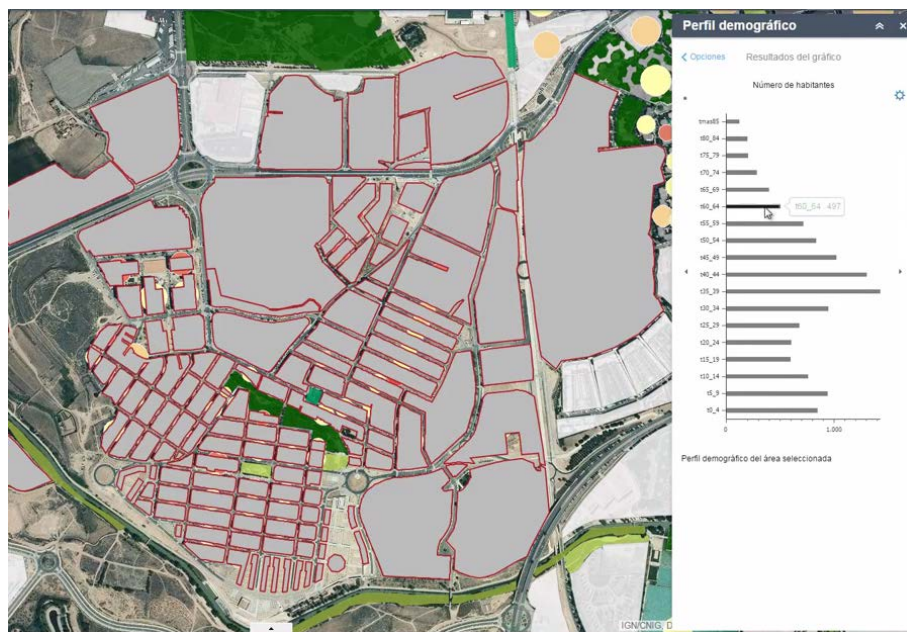 Perfil demográfico
Opciones
Resultados del gráfico
Número de habitantes
tmas85
t80_84
t75_79
t70_74
t65_69
t60_64
t60_64 : 497
t55_59
t50_54
t45_49
t40_44
t35_39
t30_34
t25_29
t20_24
t15_19
t10_14
t5_9
t0_4
0
1.000
Perfil demográfico del área seleccionada
IGN/CNIG, D